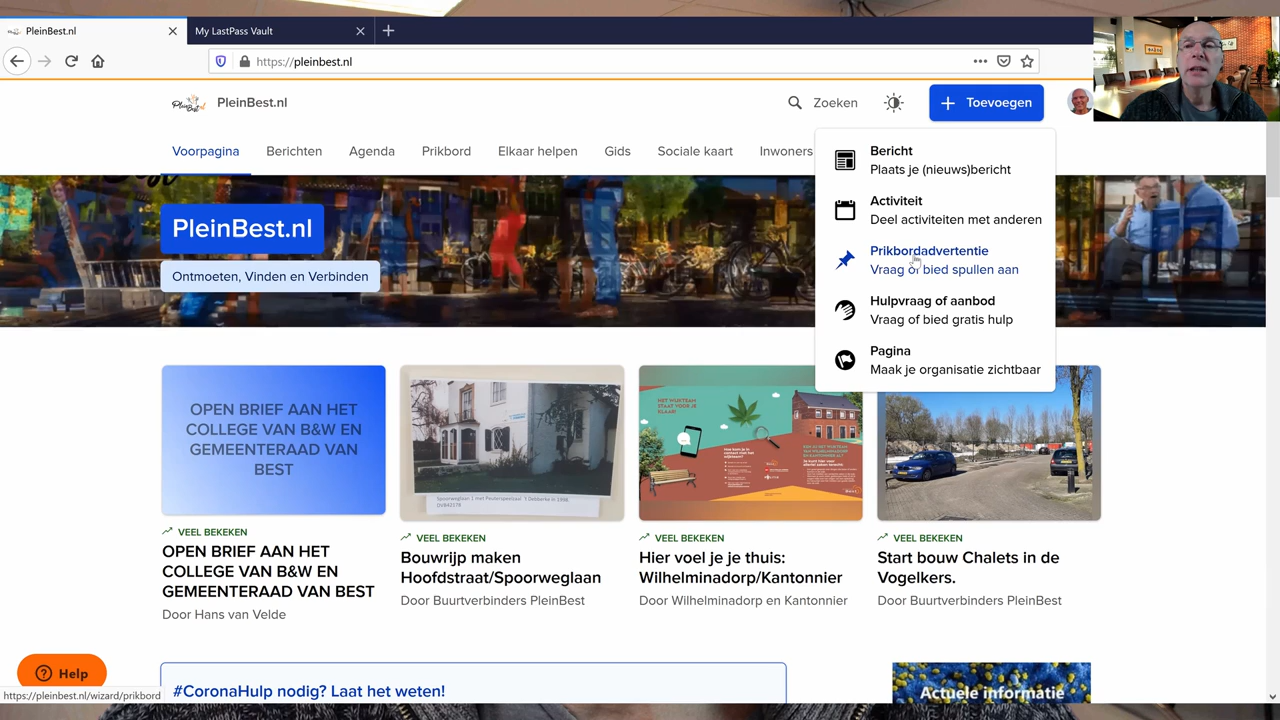 PleinBest.nl
My LastPass Vault
https://pleinbest.nl
PleinBest.nl
Zoeken
Toevoegen
Voorpagina
Berichten
Agenda
Prikbord
Elkaar helpen
Gids
Sociale kaart
Inwoners
Bericht
Plaats je (nieuws)bericht
Activiteit
Deel activiteiten met anderen
Prikbordadvertentie
Vraag of bied spullen aan
Hulpvraag of aanbod
Vraag of bied gratis hulp
Pagina
Maak je organisatie zichtbaar
PleinBest.nl
Ontmoeten, Vinden en Verbinden
OPEN BRIEF AAN HET
COLLEGE VAN B&W EN
GEMEENTERAAD VAN
BEST
VEEL BEKEKEN
OPEN BRIEF AAN HET
COLLEGE VAN B&W EN
GEMEENTERAAD VAN BEST
Door Hans van Velde
VEEL BEKEKEN
Bouwrijp maken
Hoofdstraat/Spoorweglaan
Door Buurtverbinders PleinBest
HET WIJKTEAM
STAAT VOOR JE
KLAAR!
VEEL BEKEKEN
Hier voel je je thuis:
Wilhelminadorp/Kantonnier
Door Wilhelminadorp en Kantonnier
VEEL BEKEKEN
Start bouw Chalets in de
Vogelkers.
Door Buurtverbinders PleinBest
#CoronaHulp nodig? Laat het weten!
Actuele informatie
Help
https://pleinbest.nl/wizard/prikbord